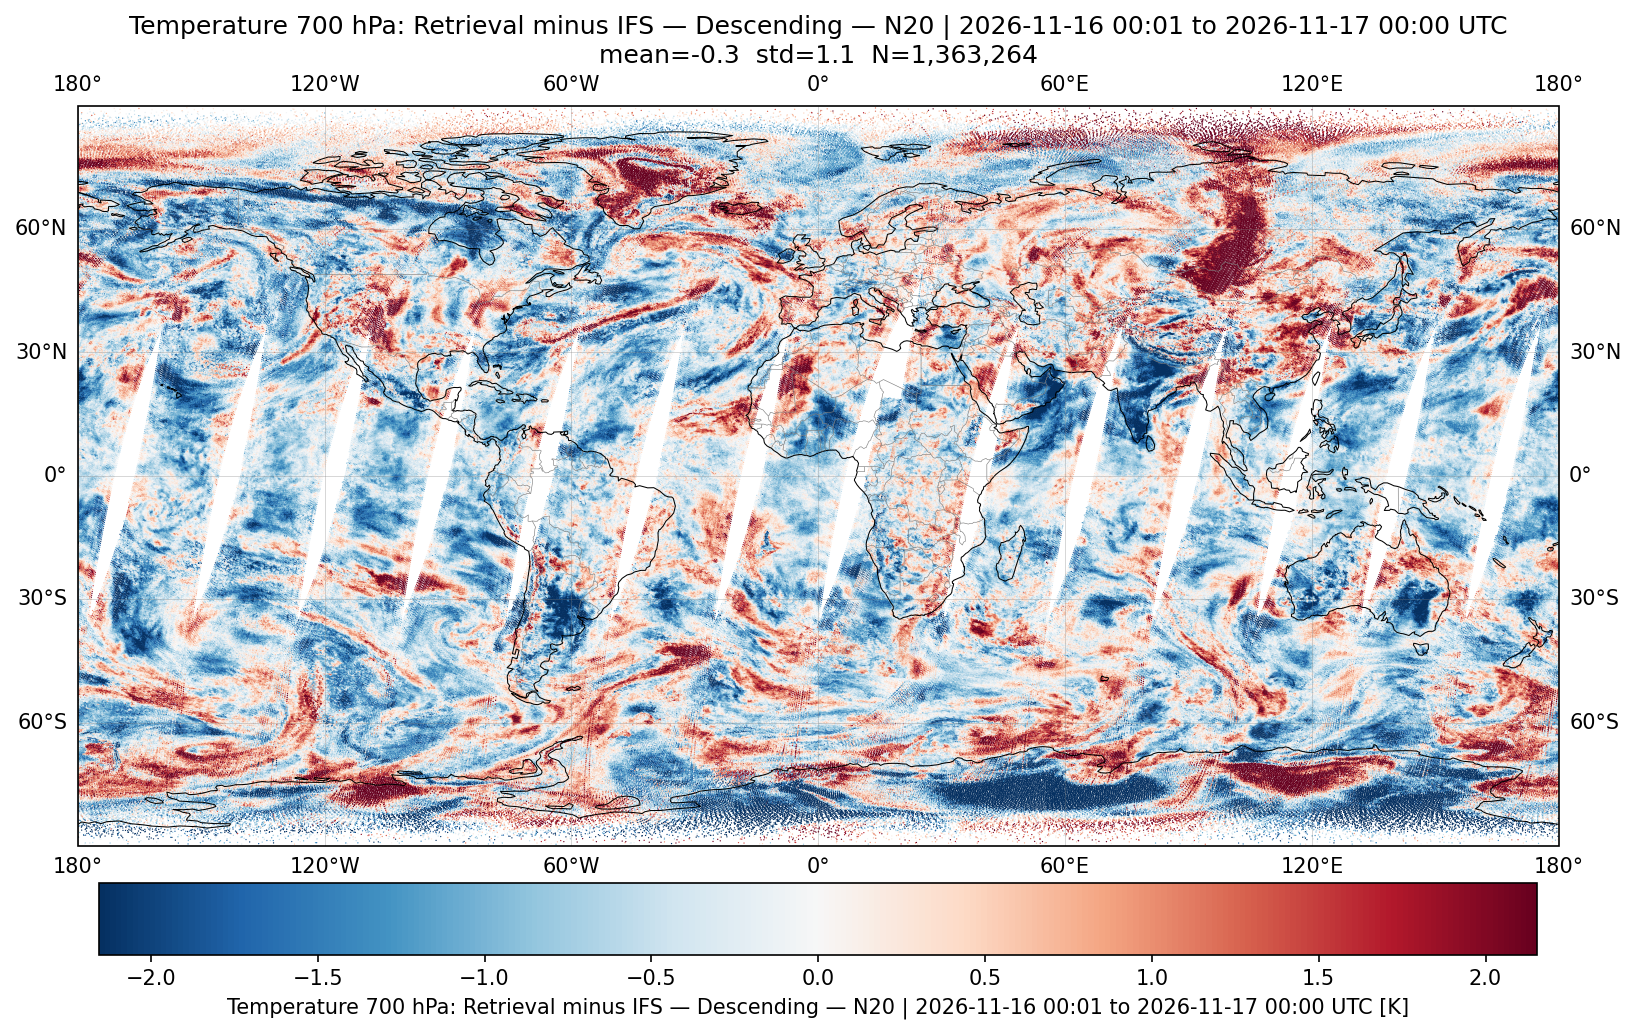 Temperature 700 hPa: Retrieval minus IFS — Descending — N20 | 2026-11-16 00:01 to 2026-11-17 00:00 UTC
mean=-0.3  std=1.1  N=1,363,264
180° 120°W 60°W 0° 60°E 120°E 180°
60°N 60°N
30°N 30°N
0° 0°
30°S 30°S
60°S 60°S
180° 120°W 60°W 0° 60°E 120°E 180°
−2.0 −1.5 −1.0 −0.5 0.0 0.5 1.0 1.5 2.0
Temperature 700 hPa: Retrieval minus IFS — Descending — N20 | 2026-11-16 00:01 to 2026-11-17 00:00 UTC [K]